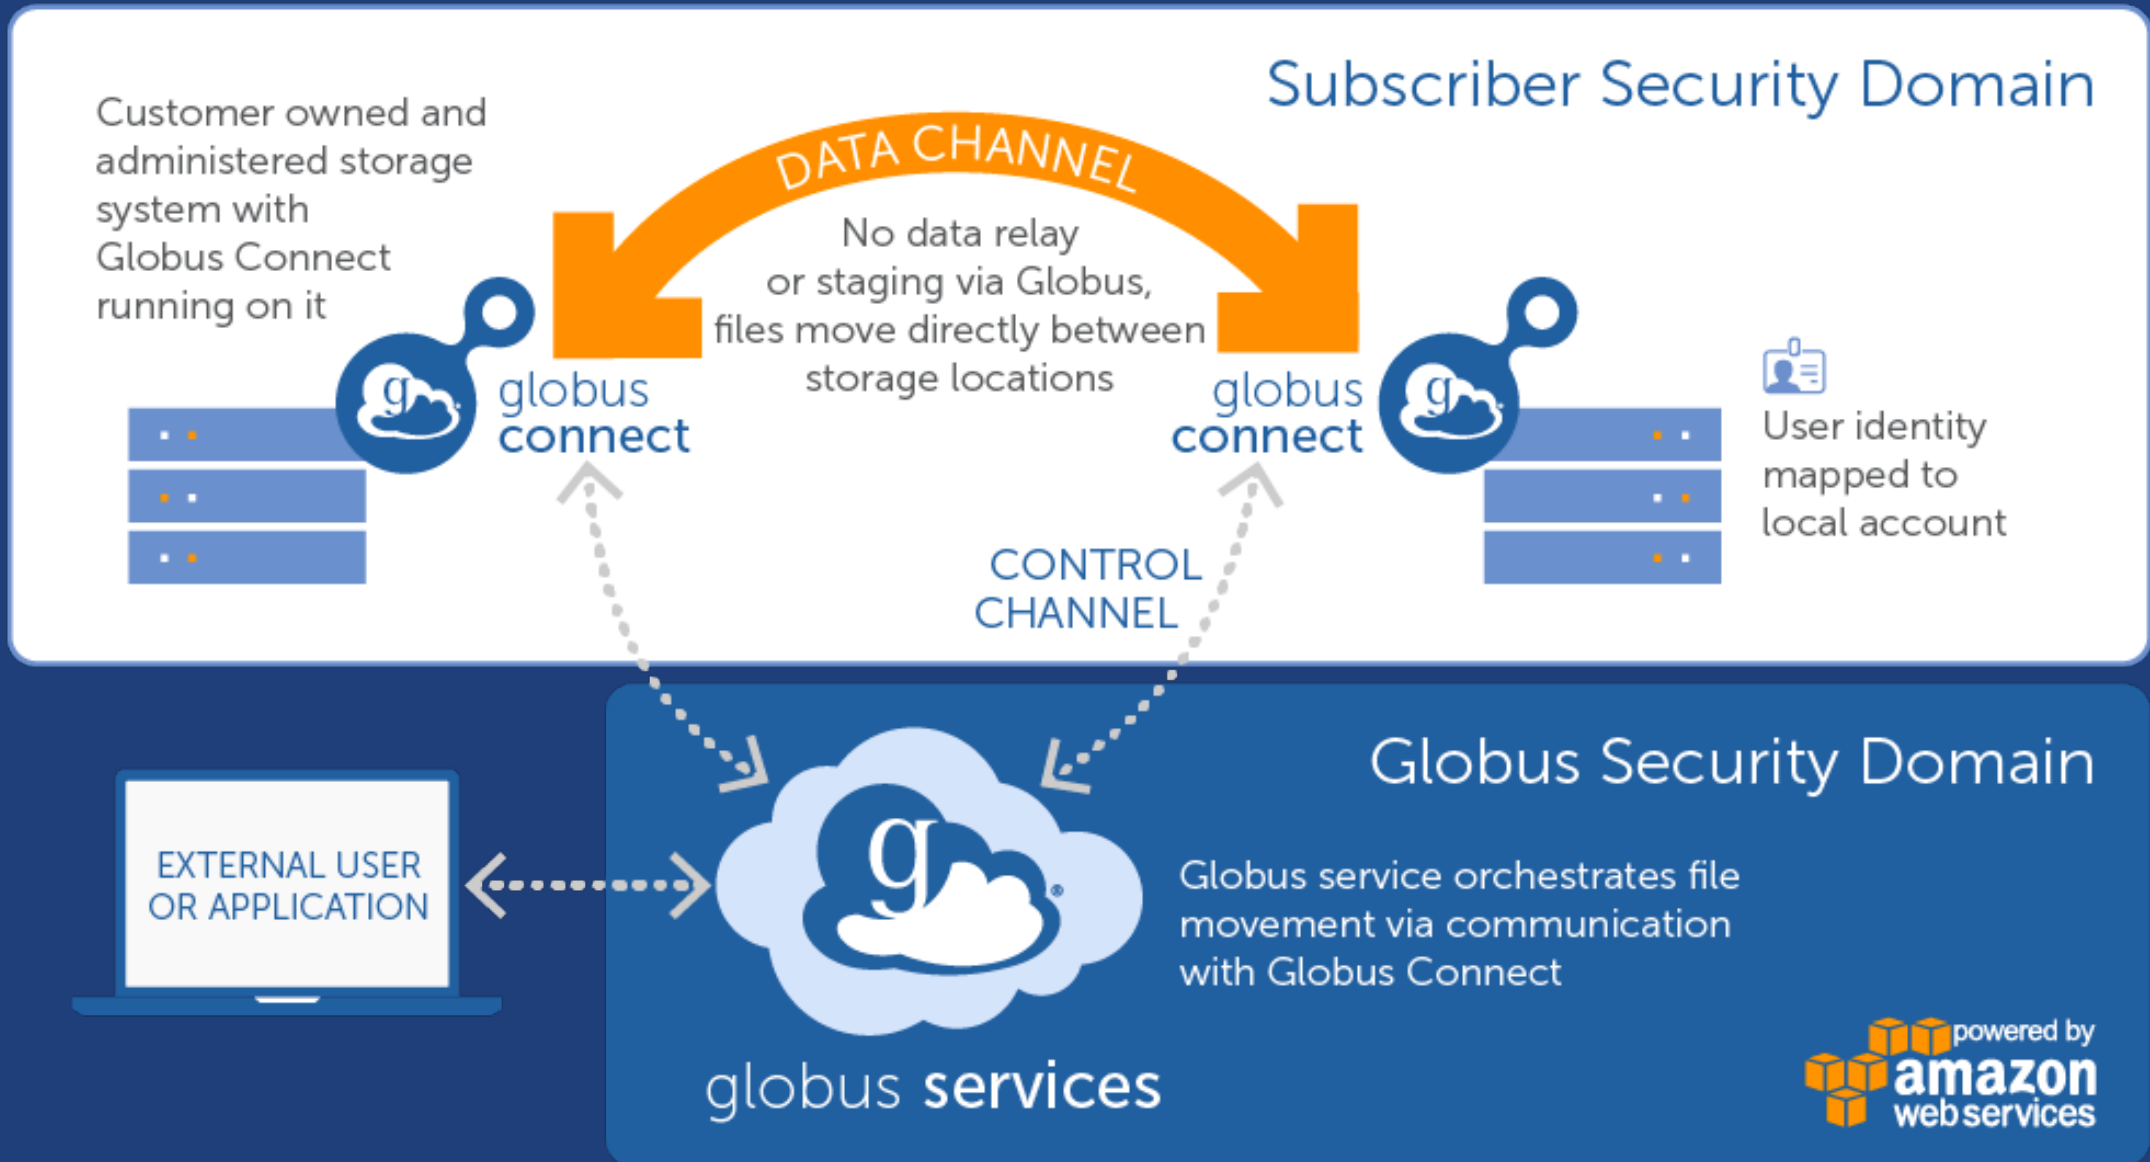 Subscriber Security Domain
Customer owned and
administered storage
system with
Globus Connect
running on it
DATA CHANNEL
No data relay
or staging via Globus,
files move directly between
storage locations
g
globus
connect
globus
connect
g
User identity
mapped to
local account
CONTROL
CHANNEL
Globus Security Domain
EXTERNAL USER
OR APPLICATION
g®
Globus service orchestrates file
movement via communication
with Globus Connect
globus services
powered by
amazon
webservices